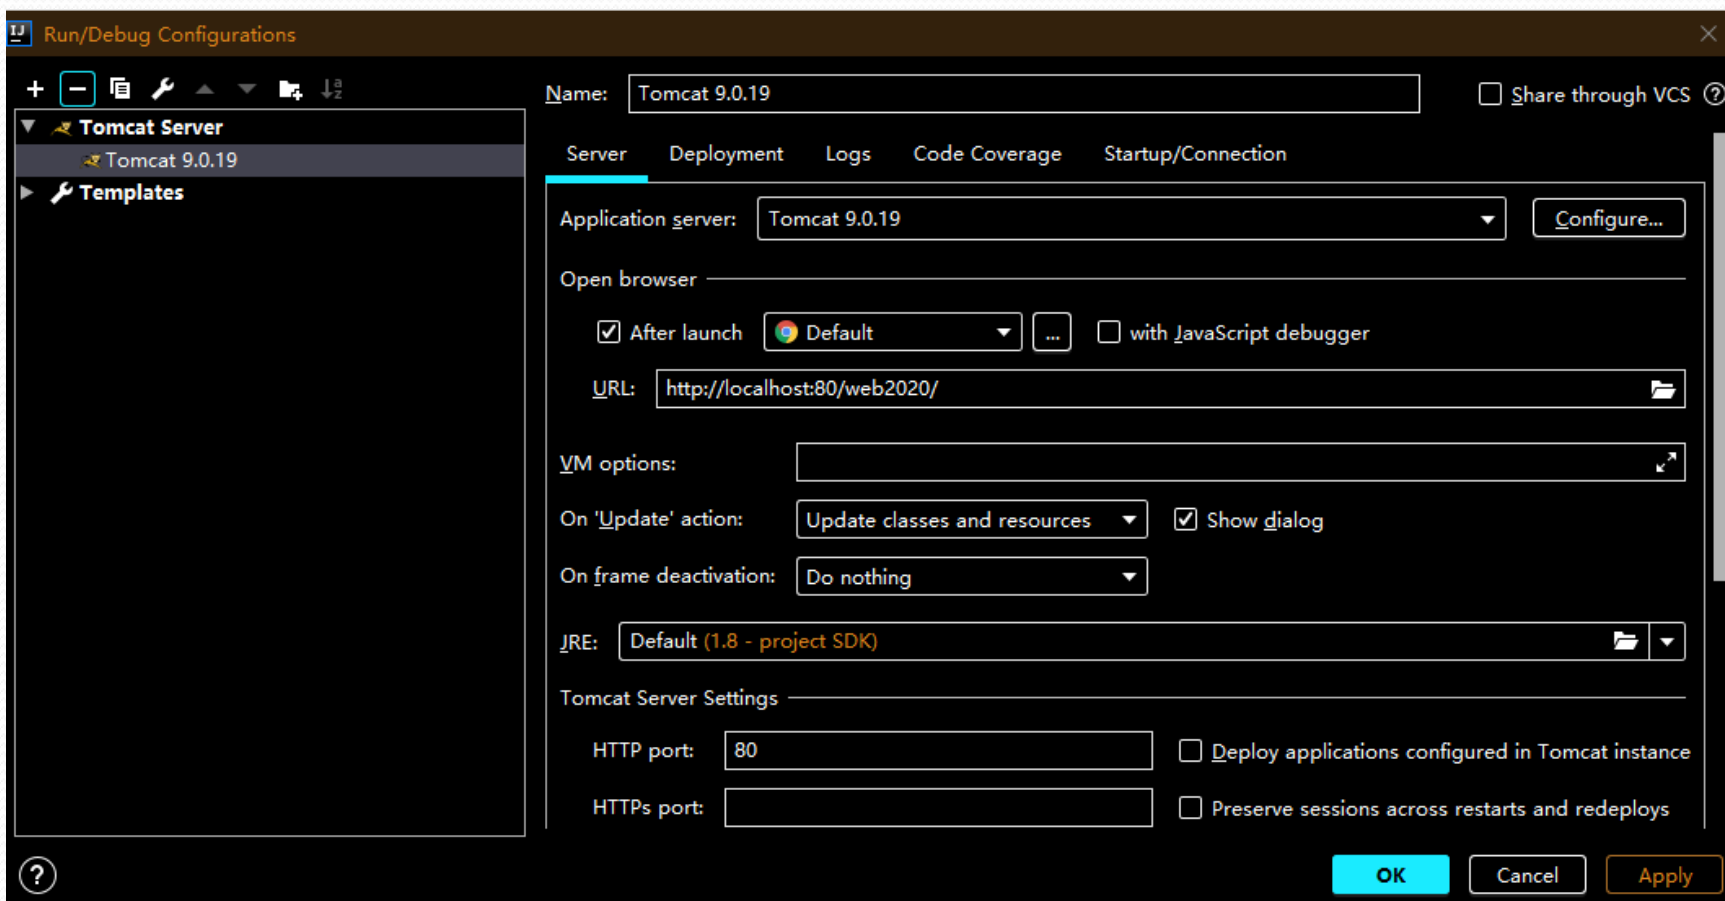 IJ Run/Debug Configurations
Name: Tomcat 9.0.19 Share through VCS ?
Tomcat Server
Tomcat 9.0.19
Templates
Server Deployment Logs Code Coverage Startup/Connection
Application server: Tomcat 9.0.19 Configure...
Open browser
After launch Default ... with JavaScript debugger
URL: http://localhost:80/web2020/
VM options:
On 'Update' action: Update classes and resources Show dialog
On frame deactivation: Do nothing
JRE: Default (1.8 - project SDK)
Tomcat Server Settings
HTTP port: 80 Deploy applications configured in Tomcat instance
HTTPs port: Preserve sessions across restarts and redeploys
? OK Cancel Apply